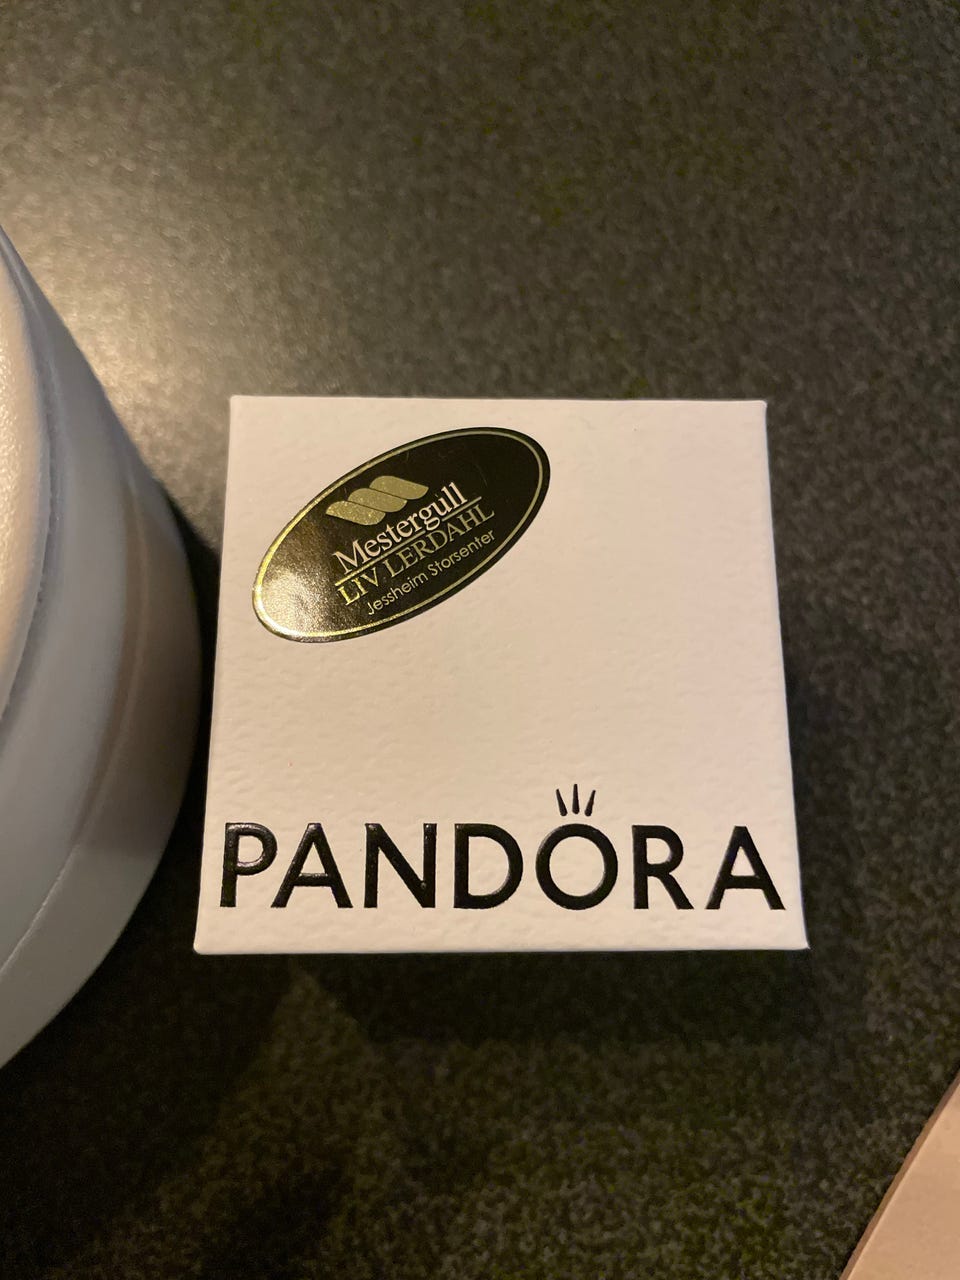 Mestergull
LIV LERDAHL
Jessheim Storsenter
PANDORA